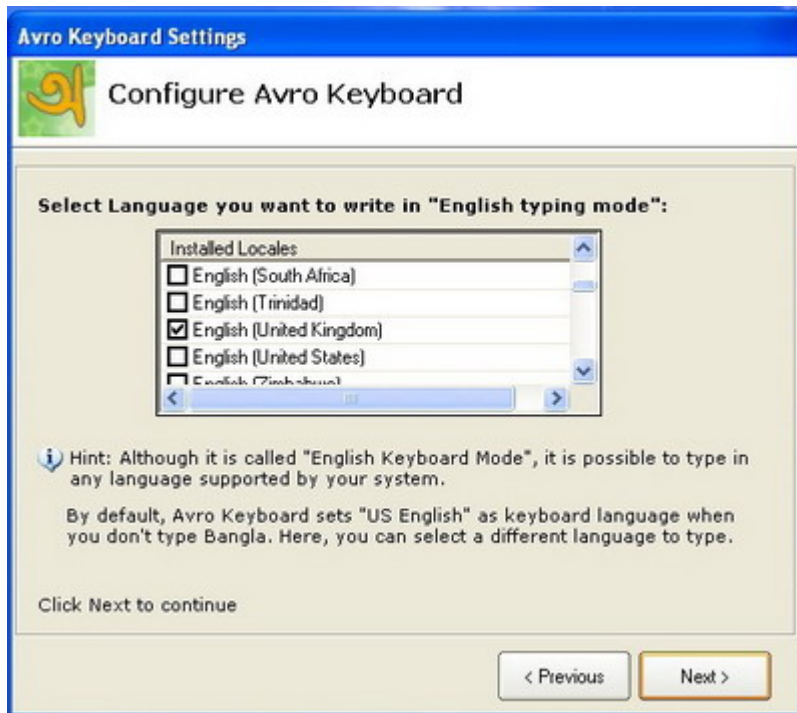 Avro Keyboard Settings
অ
Configure Avro Keyboard
Select Language you want to write in "English typing mode":
Installed Locales
English (South Africa)
English (Trinidad)
English (United Kingdom)
English (United States)
English (Zimbabwe)
Hint: Although it is called "English Keyboard Mode", it is possible to type in
any language supported by your system.
By default, Avro Keyboard sets "US English" as keyboard language when
you don't type Bangla. Here, you can select a different language to type.
Click Next to continue
< Previous
Next >